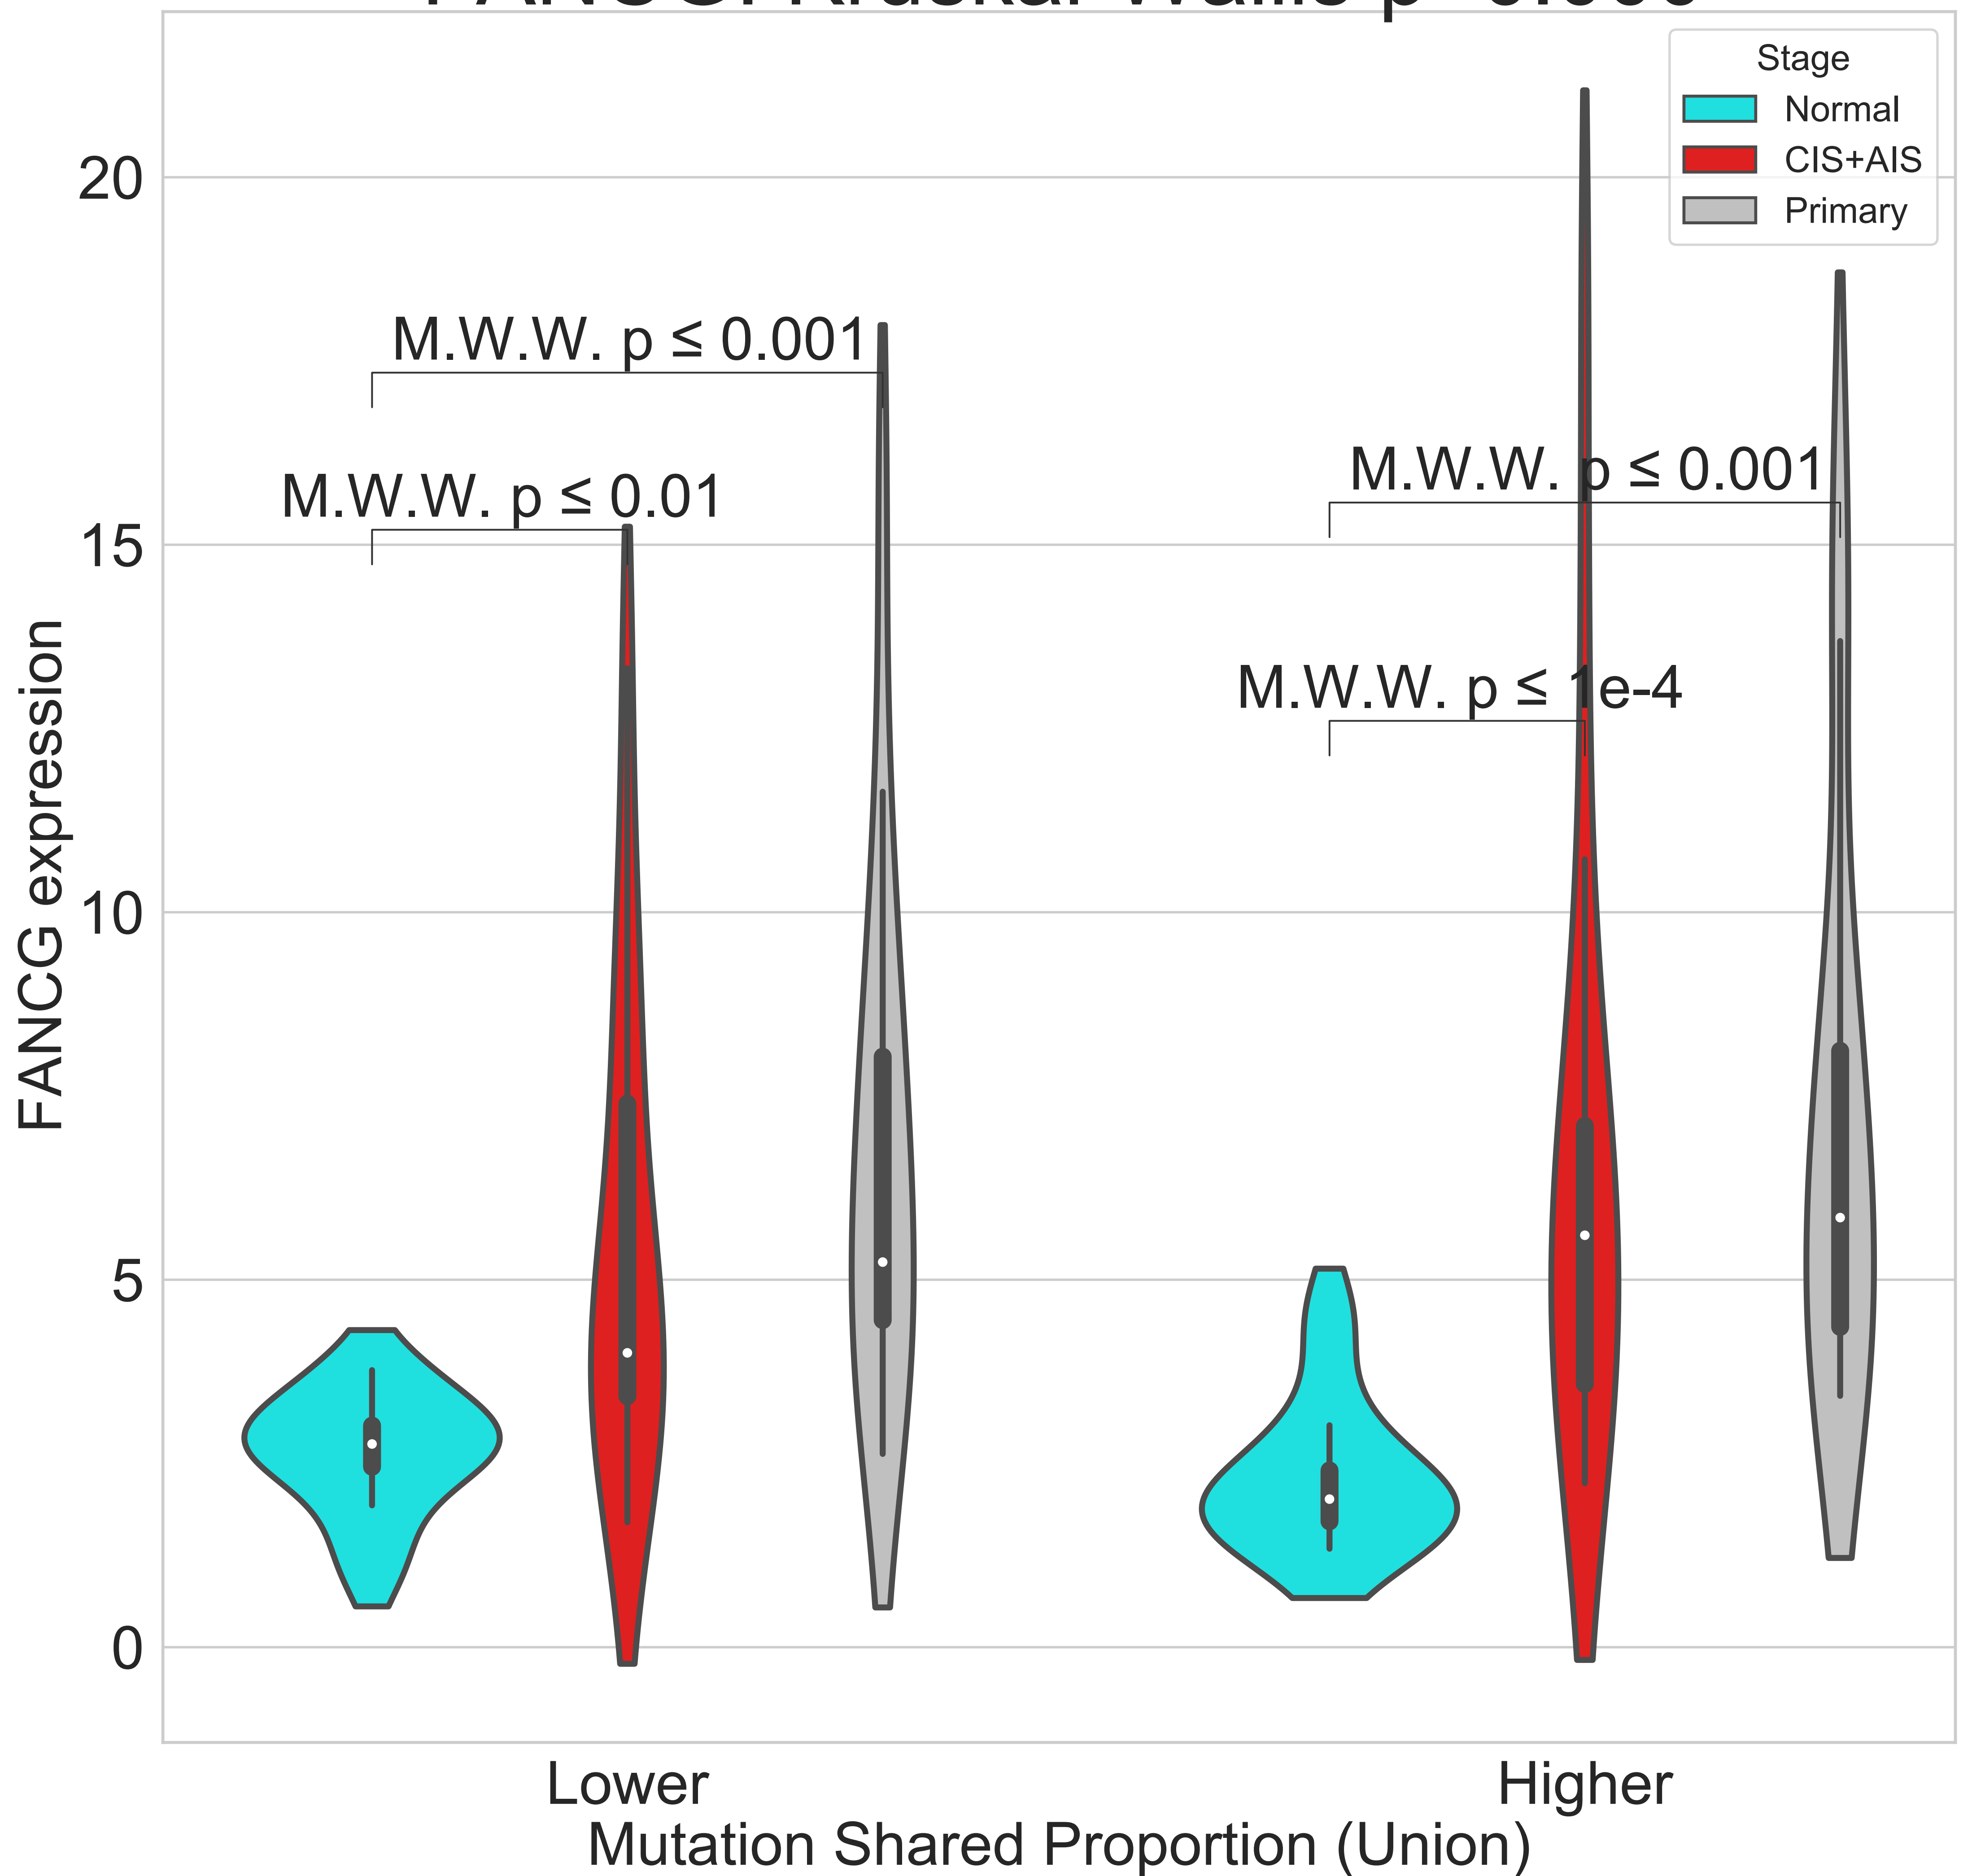 Stage
Normal
CIS+AIS
Primary
20
15
10
5
0
FANCG expression
M.W.W. p ≤ 0.001
M.W.W. p ≤ 0.01
M.W.W. p ≤ 0.001
M.W.W. p ≤ 1e-4
Lower
Higher
Mutation Shared Proportion (Union)